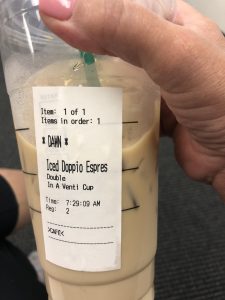 Item: 1 of 1
Items in order: 1
* DAWN *
Iced Doppio Espres
Double
In A Venti Cup
Time: 7:29:09 AM
Reg: 2
>CAFE<